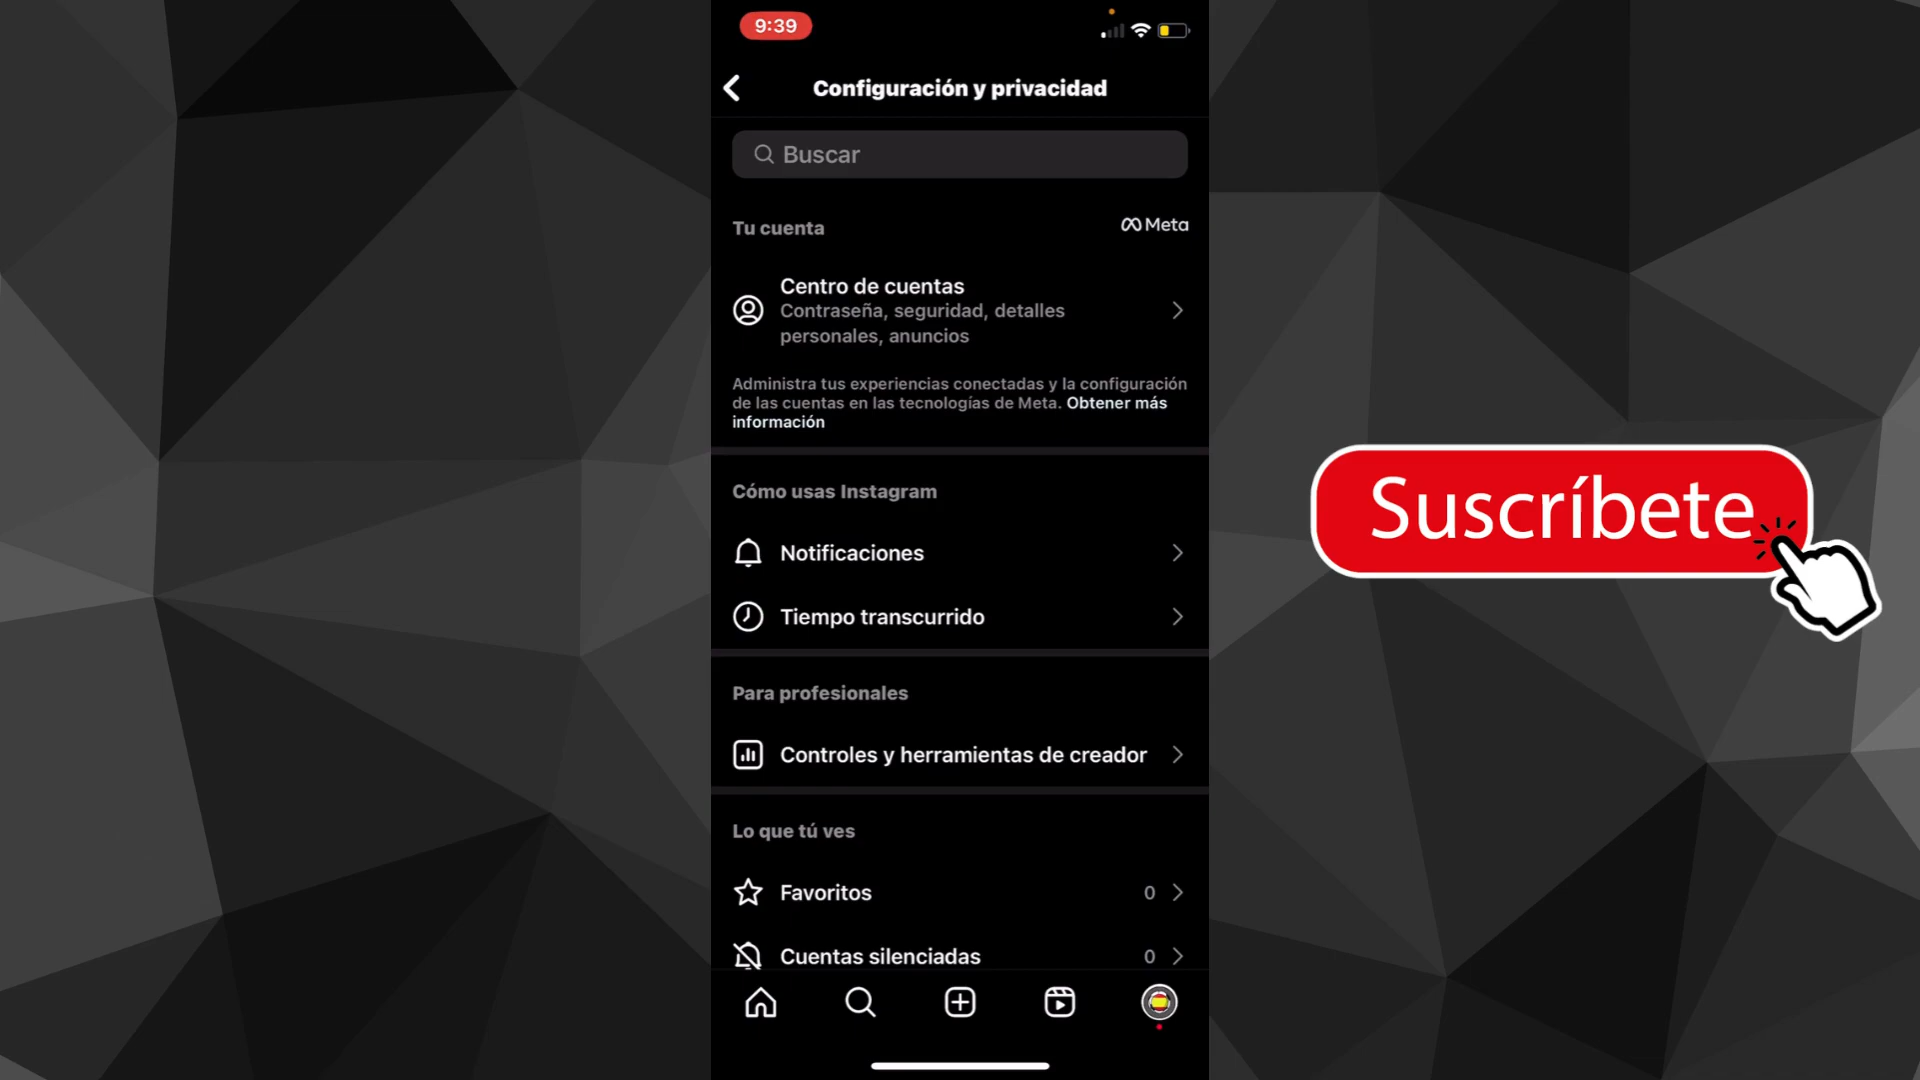 9:39
Configuración y privacidad
Buscar
Tu cuenta
Meta
Centro de cuentas
Contraseña, seguridad, detalles
personales, anuncios
Administra tus experiencias conectadas y la configuración
de las cuentas en las tecnologías de Meta. Obtener más
información
Cómo usas Instagram
Notificaciones
Tiempo transcurrido
Para profesionales
Controles y herramientas de creador
Lo que tú ves
Favoritos 0
Cuentas silenciadas 0
Suscríbete